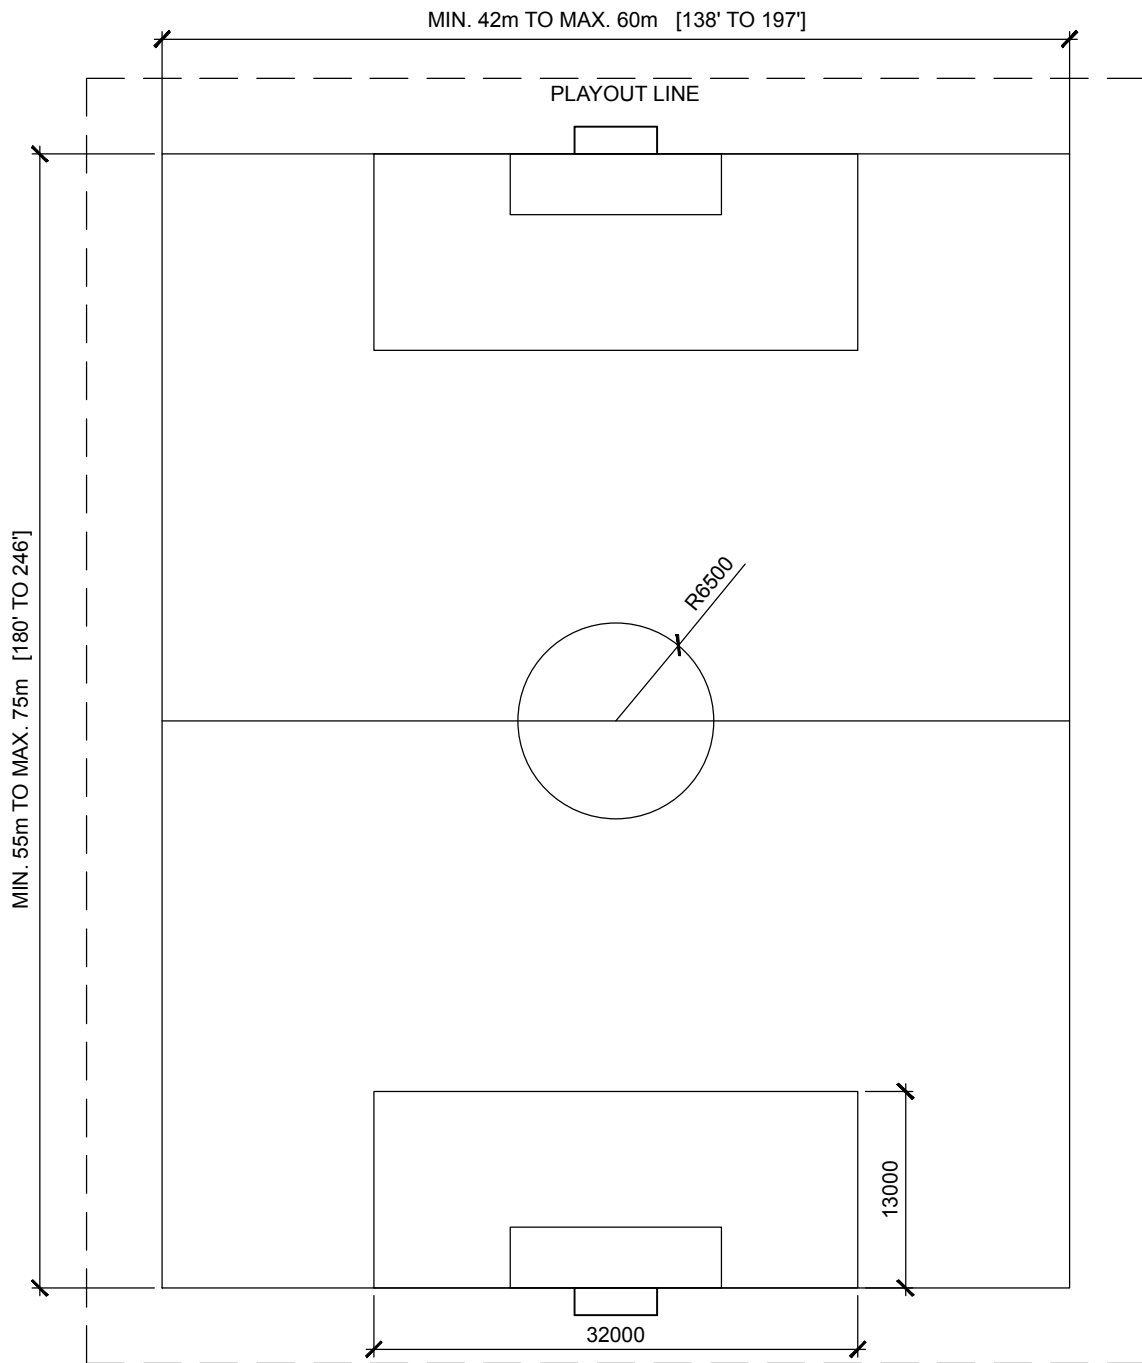 MIN. 42m TO MAX. 60m [138' TO 197']
PLAYOUT LINE
MIN. 55m TO MAX. 75m [180' TO 246']
R6500
13000
32000